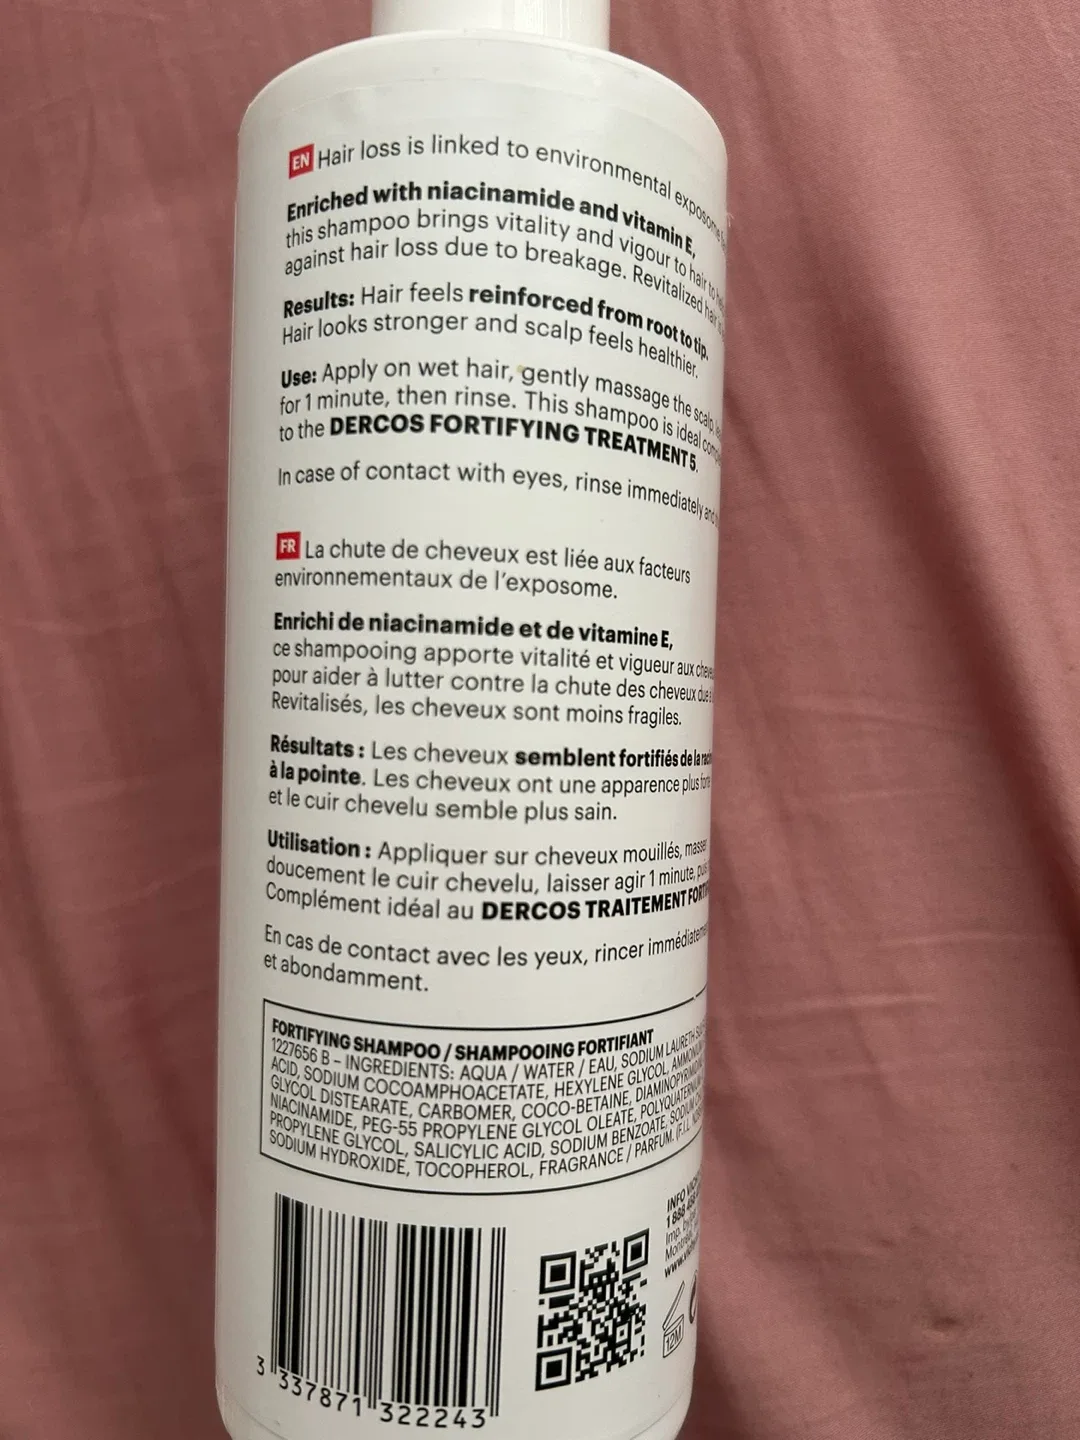 EN Hair loss is linked to environmental exposome
Enriched with niacinamide and vitamin E,
this shampoo brings vitality and vigour to hair to
against hair loss due to breakage. Revitalized hair
Results: Hair feels reinforced from root to tip.
Hair looks stronger and scalp feels healthier.
Use: Apply on wet hair, gently massage the scalp,
for 1 minute, then rinse. This shampoo is ideal
to the DERCOS FORTIFYING TREATMENT 5.
In case of contact with eyes, rinse immediately and
FR La chute de cheveux est liée aux facteurs
environnementaux de l'exposome.
Enrichi de niacinamide et de vitamine E,
ce shampooing apporte vitalité et vigueur aux
pour aider à lutter contre la chute des cheveux due
Revitalisés, les cheveux sont moins fragiles.
Résultats : Les cheveux semblent fortifiés de la
à la pointe. Les cheveux ont une apparence plus
et le cuir chevelu semble plus sain.
Utilisation : Appliquer sur cheveux mouillés, masser
doucement le cuir chevelu, laisser agir 1 minute,
Complément idéal au DERCOS TRAITEMENT
En cas de contact avec les yeux, rincer
et abondamment.
FORTIFYING SHAMPOO / SHAMPOOING FORTIFIANT
1227656 B – INGREDIENTS: AQUA / WATER / EAU, SODIUM LAURETH
ACID, SODIUM COCOAMPHOACETATE, HEXYLENE GLYCOL,
GLYCOL DISTEARATE, CARBOMER, COCO-BETAINE,
NIACINAMIDE, PEG-55 PROPYLENE GLYCOL OLEATE,
PROPYLENE GLYCOL, SALICYLIC ACID, SODIUM BENZOATE, SODIUM
SODIUM HYDROXIDE, TOCOPHEROL, FRAGRANCE / PARFUM.
INFO
1 888
Imp.
12M
3 337871 322243